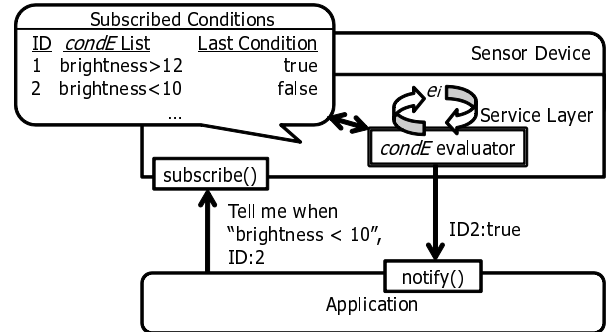 Subscribed Conditions
ID condE List Last Condition
1 brightness>12 true
2 brightness<10 false
...
Sensor Device
ei
Service Layer
condE evaluator
subscribe()
Tell me when
“brightness < 10”,
ID:2
ID2:true
notify()
Application